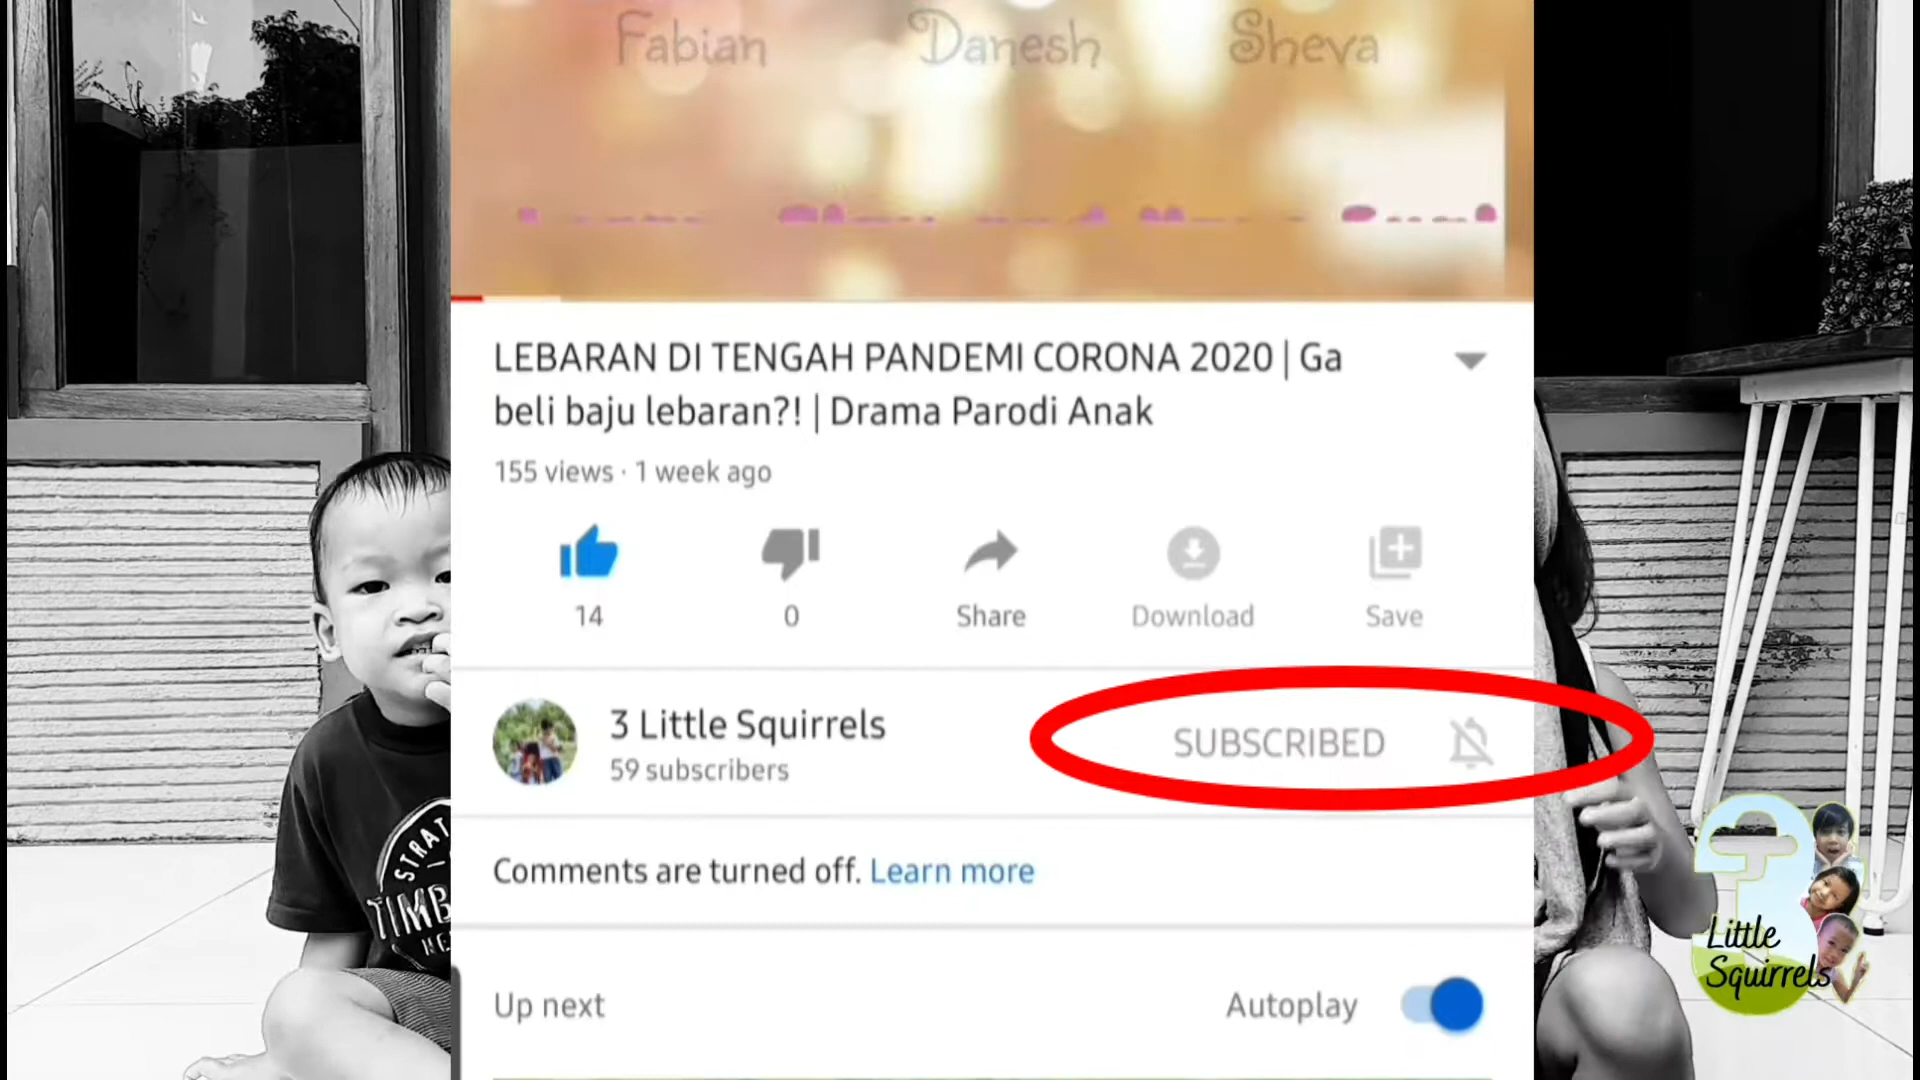 Fabian Danesh Sheva
LEBARAN DI TENGAH PANDEMI CORONA 2020 | Ga
beli baju lebaran?! | Drama Parodi Anak
155 views · 1 week ago
14 0 Share Download Save
3 Little Squirrels
59 subscribers
SUBSCRIBED
Comments are turned off. Learn more
Up next
Autoplay
3
Little
Squirrels